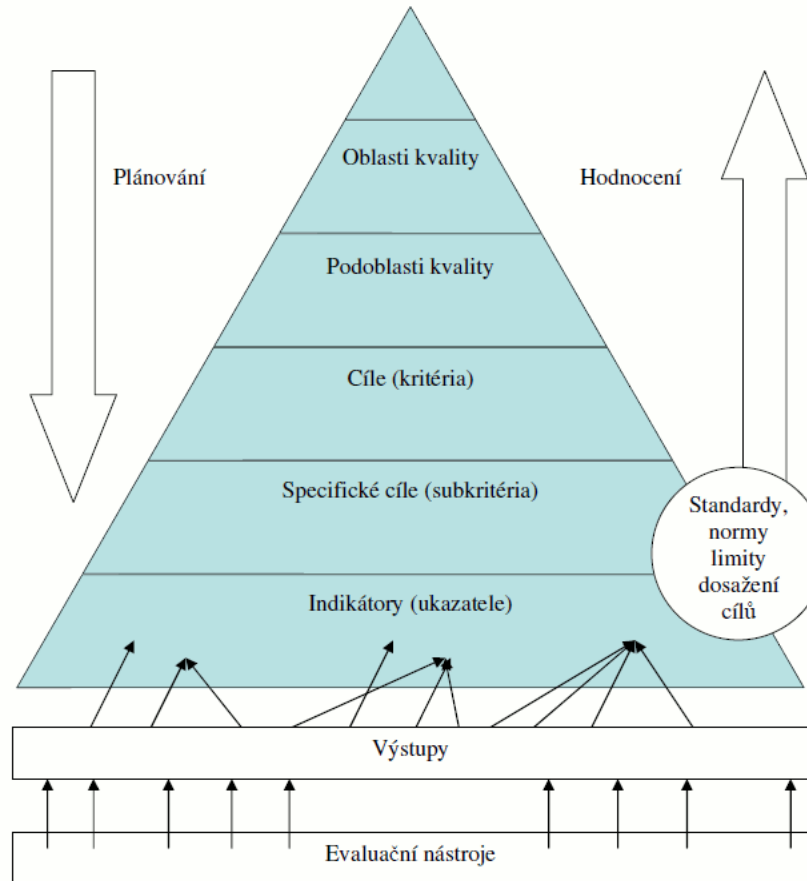 Oblasti kvality
Plánování
Hodnocení
Podoblasti kvality
Cíle (kritéria)
Specifické cíle (subkritéria)
Standardy,
normy
limity
dosažení
cílů
Indikátory (ukazatele)
Výstupy
Evaluační nástroje